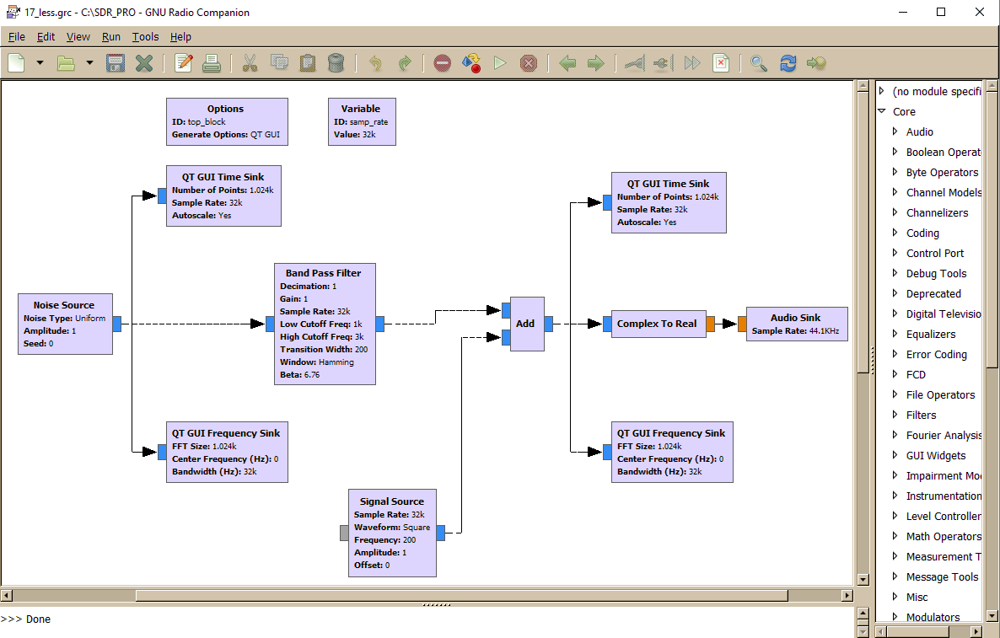 17_less.grc - C:\SDR_PRO - GNU Radio Companion
File Edit View Run Tools Help
Options
ID: top_block
Generate Options: QT GUI
Variable
ID: samp_rate
Value: 32k
QT GUI Time Sink
Number of Points: 1.024k
Sample Rate: 32k
Autoscale: Yes
QT GUI Time Sink
Number of Points: 1.024k
Sample Rate: 32k
Autoscale: Yes
Noise Source
Noise Type: Uniform
Amplitude: 1
Seed: 0
Band Pass Filter
Decimation: 1
Gain: 1
Sample Rate: 32k
Low Cutoff Freq: 1k
High Cutoff Freq: 3k
Transition Width: 200
Window: Hamming
Beta: 6.76
Add
Complex To Real
Audio Sink
Sample Rate: 44.1KHz
QT GUI Frequency Sink
FFT Size: 1.024k
Center Frequency (Hz): 0
Bandwidth (Hz): 32k
QT GUI Frequency Sink
FFT Size: 1.024k
Center Frequency (Hz): 0
Bandwidth (Hz): 32k
Signal Source
Sample Rate: 32k
Waveform: Square
Frequency: 200
Amplitude: 1
Offset: 0
(no module specifi
Core
Audio
Boolean Operat
Byte Operators
Channel Models
Channelizers
Coding
Control Port
Debug Tools
Deprecated
Digital Televisio
Equalizers
Error Coding
FCD
File Operators
Filters
Fourier Analysis
GUI Widgets
Impairment Mo
Instrumentation
Level Controller
Math Operators
Measurement T
Message Tools
Misc
Modulators
>>> Done